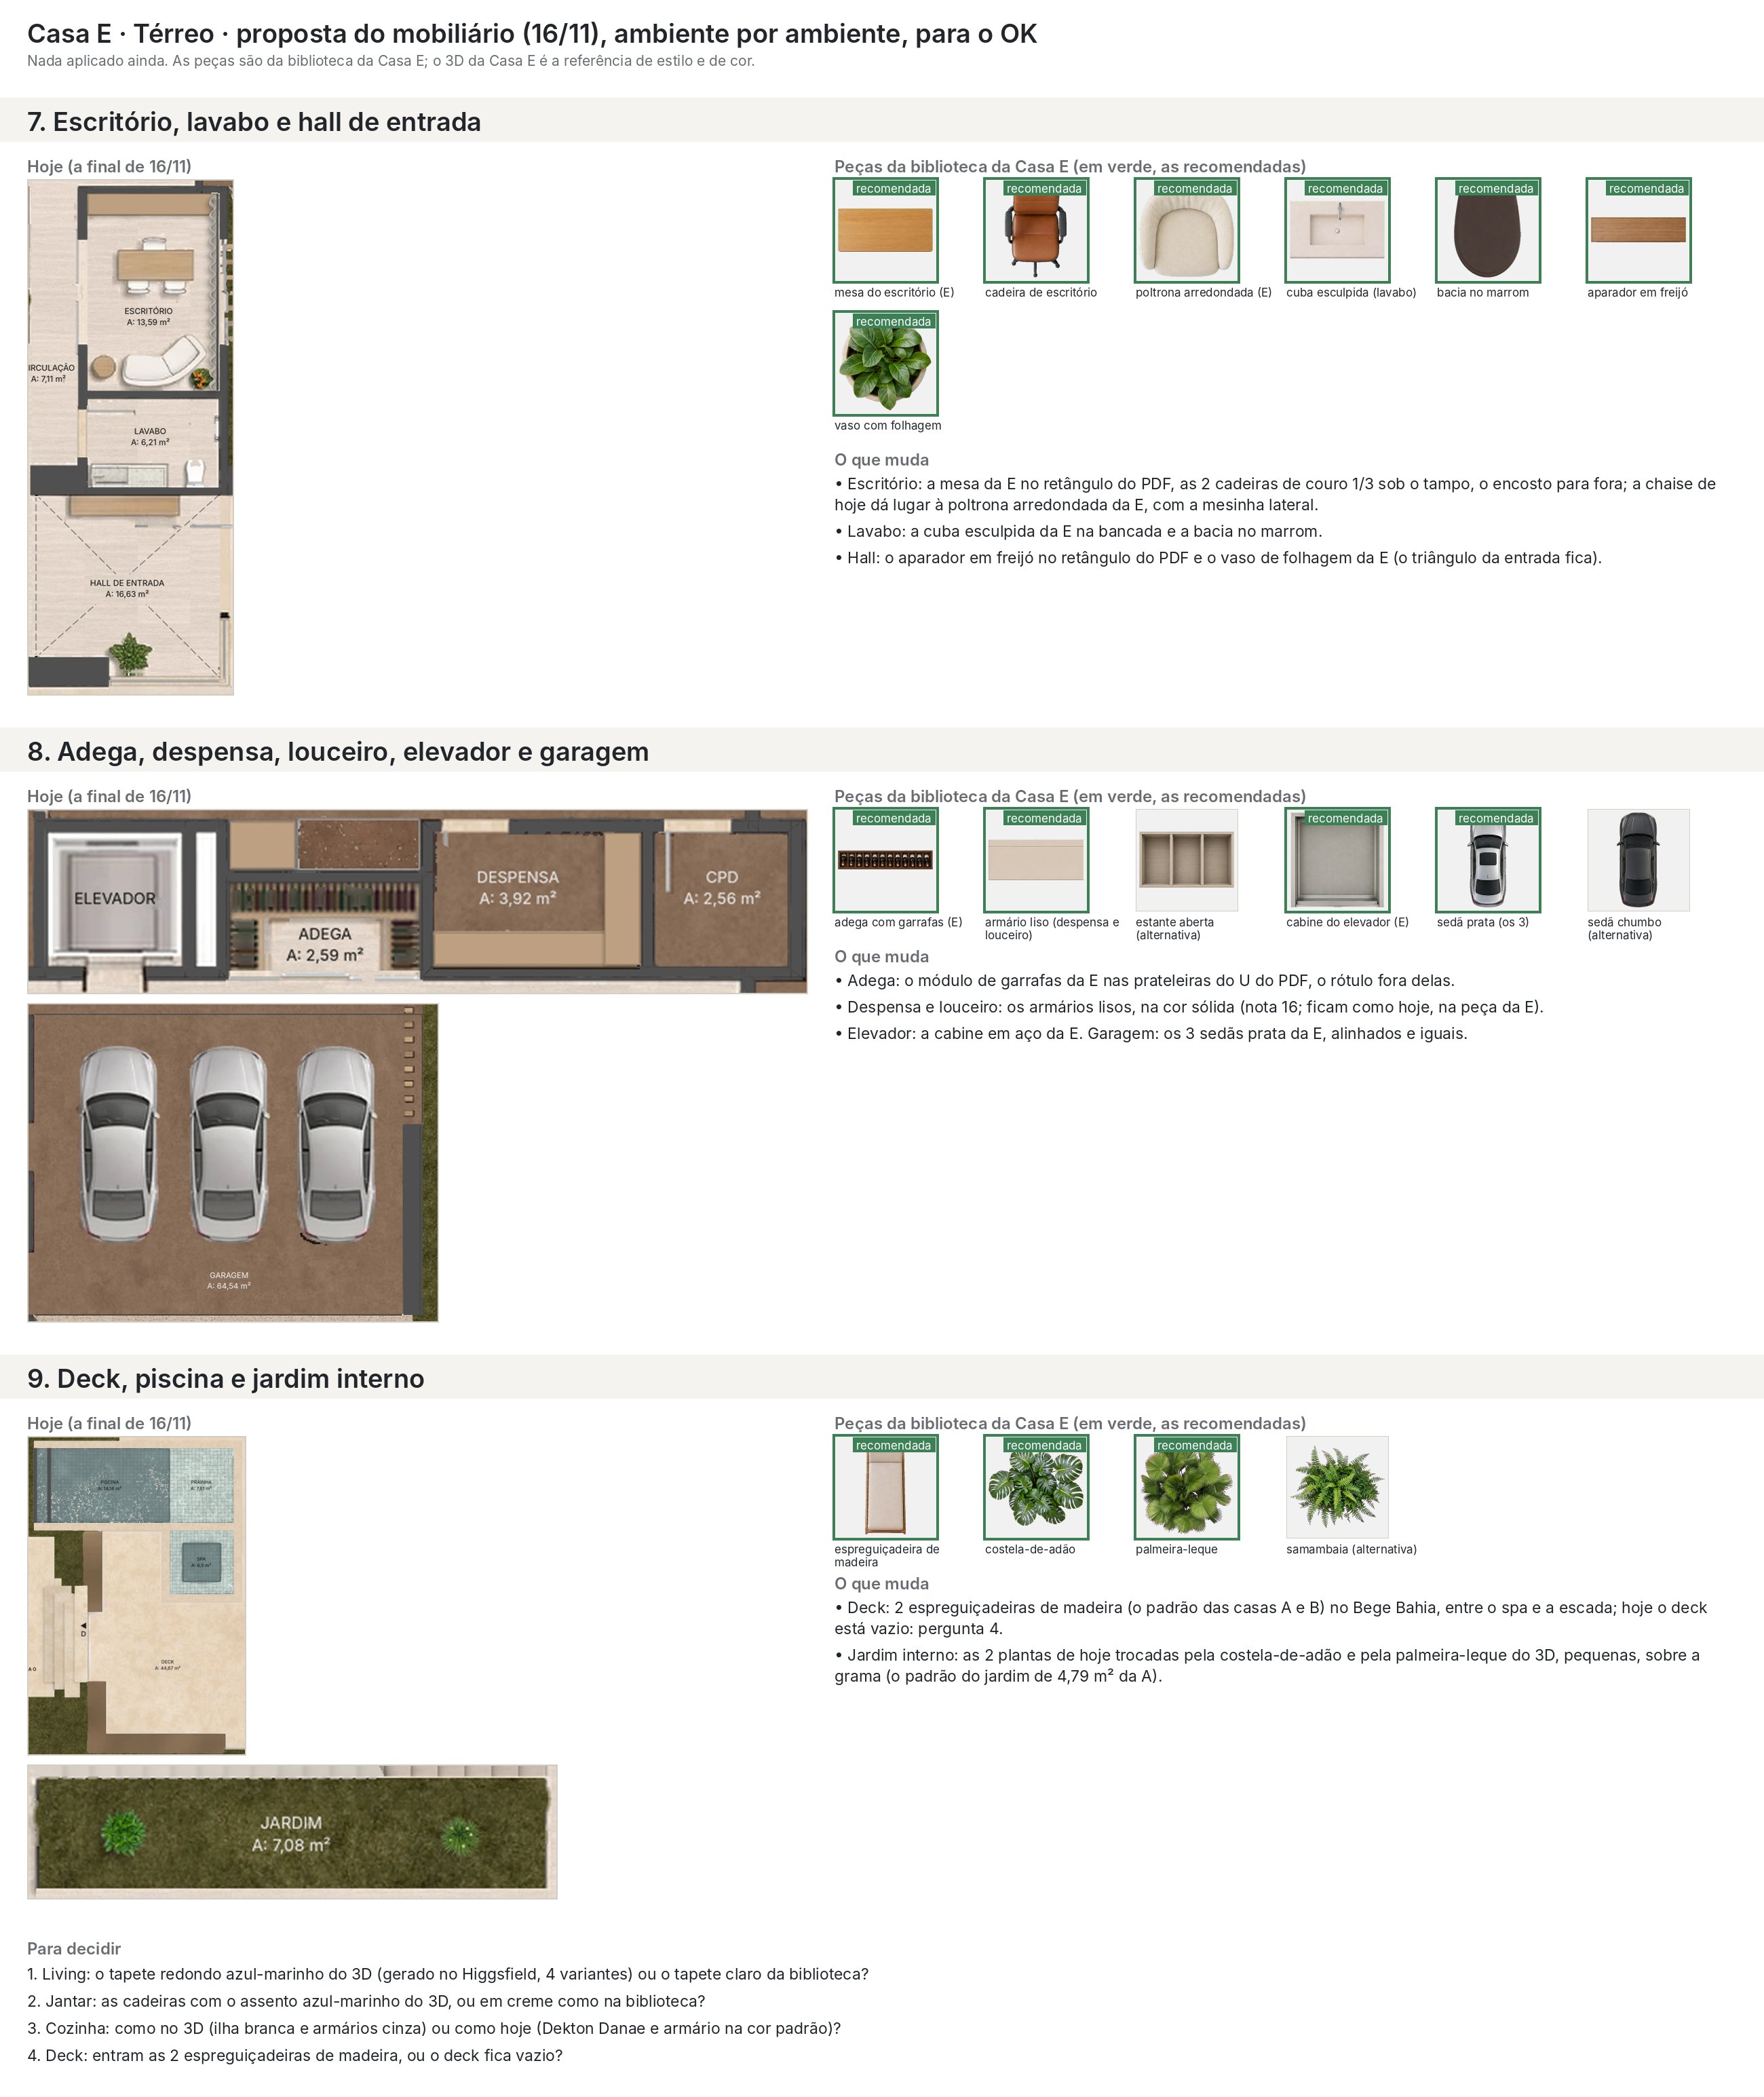 Casa E · Térreo · proposta do mobiliário (16/11), ambiente por ambiente, para o OK
Nada aplicado ainda. As peças são da biblioteca da Casa E; o 3D da Casa E é a referência de estilo e de cor.
7. Escritório, lavabo e hall de entrada
Hoje (a final de 16/11)
ESCRITÓRIO
A: 13,59 m²
IRCULAÇÃO
A: 7,11 m²
LAVABO
A: 6,21 m²
HALL DE ENTRADA
A: 16,63 m²
Peças da biblioteca da Casa E (em verde, as recomendadas)
recomendada
recomendada
recomendada
recomendada
recomendada
recomendada
mesa do escritório (E)
cadeira de escritório
poltrona arredondada (E)
cuba esculpida (lavabo)
bacia no marrom
aparador em freijó
recomendada
vaso com folhagem
O que muda
• Escritório: a mesa da E no retângulo do PDF, as 2 cadeiras de couro 1/3 sob o tampo, o encosto para fora; a chaise de
hoje dá lugar à poltrona arredondada da E, com a mesinha lateral.
• Lavabo: a cuba esculpida da E na bancada e a bacia no marrom.
• Hall: o aparador em freijó no retângulo do PDF e o vaso de folhagem da E (o triângulo da entrada fica).
8. Adega, despensa, louceiro, elevador e garagem
Hoje (a final de 16/11)
ELEVADOR
ADEGA
A: 2,59 m²
DESPENSA
A: 3,92 m²
CPD
A: 2,56 m²
GARAGEM
A: 64,54 m²
Peças da biblioteca da Casa E (em verde, as recomendadas)
recomendada
recomendada
recomendada
recomendada
adega com garrafas (E)
armário liso (despensa e
louceiro)
estante aberta
(alternativa)
cabine do elevador (E)
sedã prata (os 3)
sedã chumbo
(alternativa)
O que muda
• Adega: o módulo de garrafas da E nas prateleiras do U do PDF, o rótulo fora delas.
• Despensa e louceiro: os armários lisos, na cor sólida (nota 16; ficam como hoje, na peça da E).
• Elevador: a cabine em aço da E. Garagem: os 3 sedãs prata da E, alinhados e iguais.
9. Deck, piscina e jardim interno
Hoje (a final de 16/11)
PISCINA
PRAINHA
SPA
D
DECK
A: 44,67 m²
JARDIM
A: 7,08 m²
Peças da biblioteca da Casa E (em verde, as recomendadas)
recomendada
recomendada
recomendada
espreguiçadeira de
madeira
costela-de-adão
palmeira-leque
samambaia (alternativa)
O que muda
• Deck: 2 espreguiçadeiras de madeira (o padrão das casas A e B) no Bege Bahia, entre o spa e a escada; hoje o deck
está vazio: pergunta 4.
• Jardim interno: as 2 plantas de hoje trocadas pela costela-de-adão e pela palmeira-leque do 3D, pequenas, sobre a
grama (o padrão do jardim de 4,79 m² da A).
Para decidir
1. Living: o tapete redondo azul-marinho do 3D (gerado no Higgsfield, 4 variantes) ou o tapete claro da biblioteca?
2. Jantar: as cadeiras com o assento azul-marinho do 3D, ou em creme como na biblioteca?
3. Cozinha: como no 3D (ilha branca e armários cinza) ou como hoje (Dekton Danae e armário na cor padrão)?
4. Deck: entram as 2 espreguiçadeiras de madeira, ou o deck fica vazio?